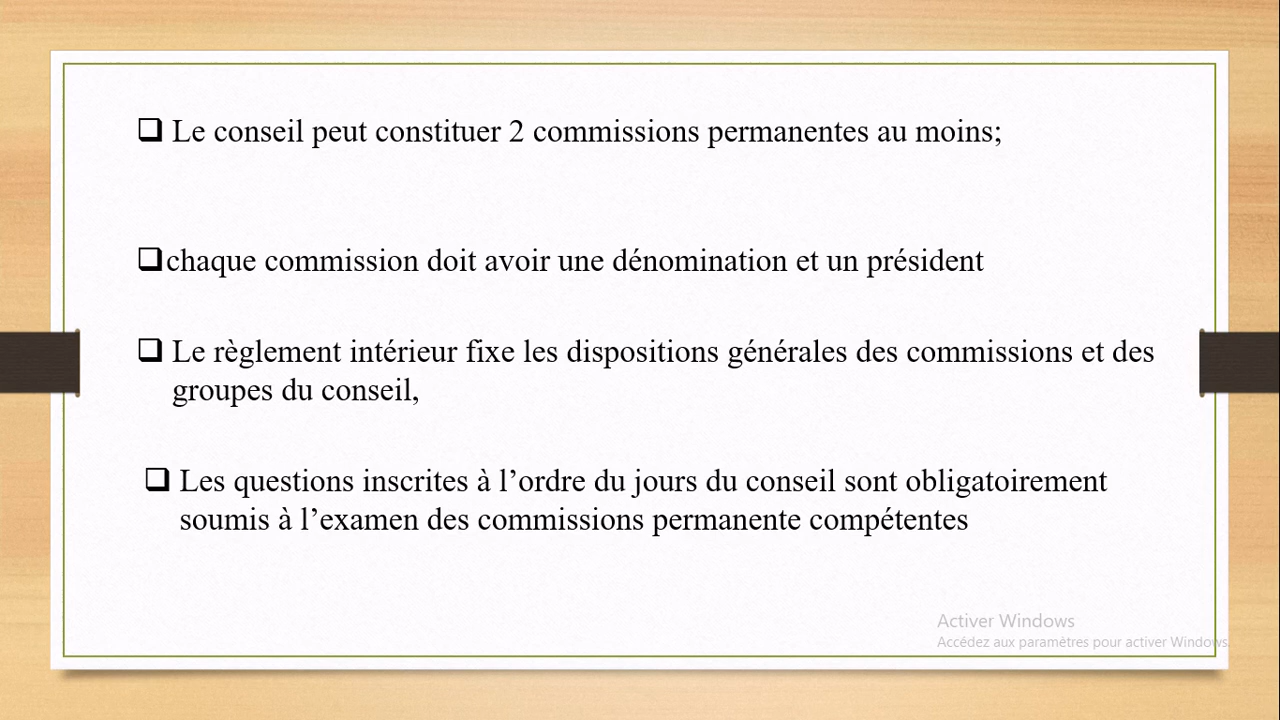 ❑ Le conseil peut constituer 2 commissions permanentes au moins;
❑chaque commission doit avoir une dénomination et un président
❑ Le règlement intérieur fixe les dispositions générales des commissions et des
groupes du conseil,
❑ Les questions inscrites à l’ordre du jours du conseil sont obligatoirement
soumis à l’examen des commissions permanente compétentes
Activer Windows
Accédez aux paramètres pour activer Windows.